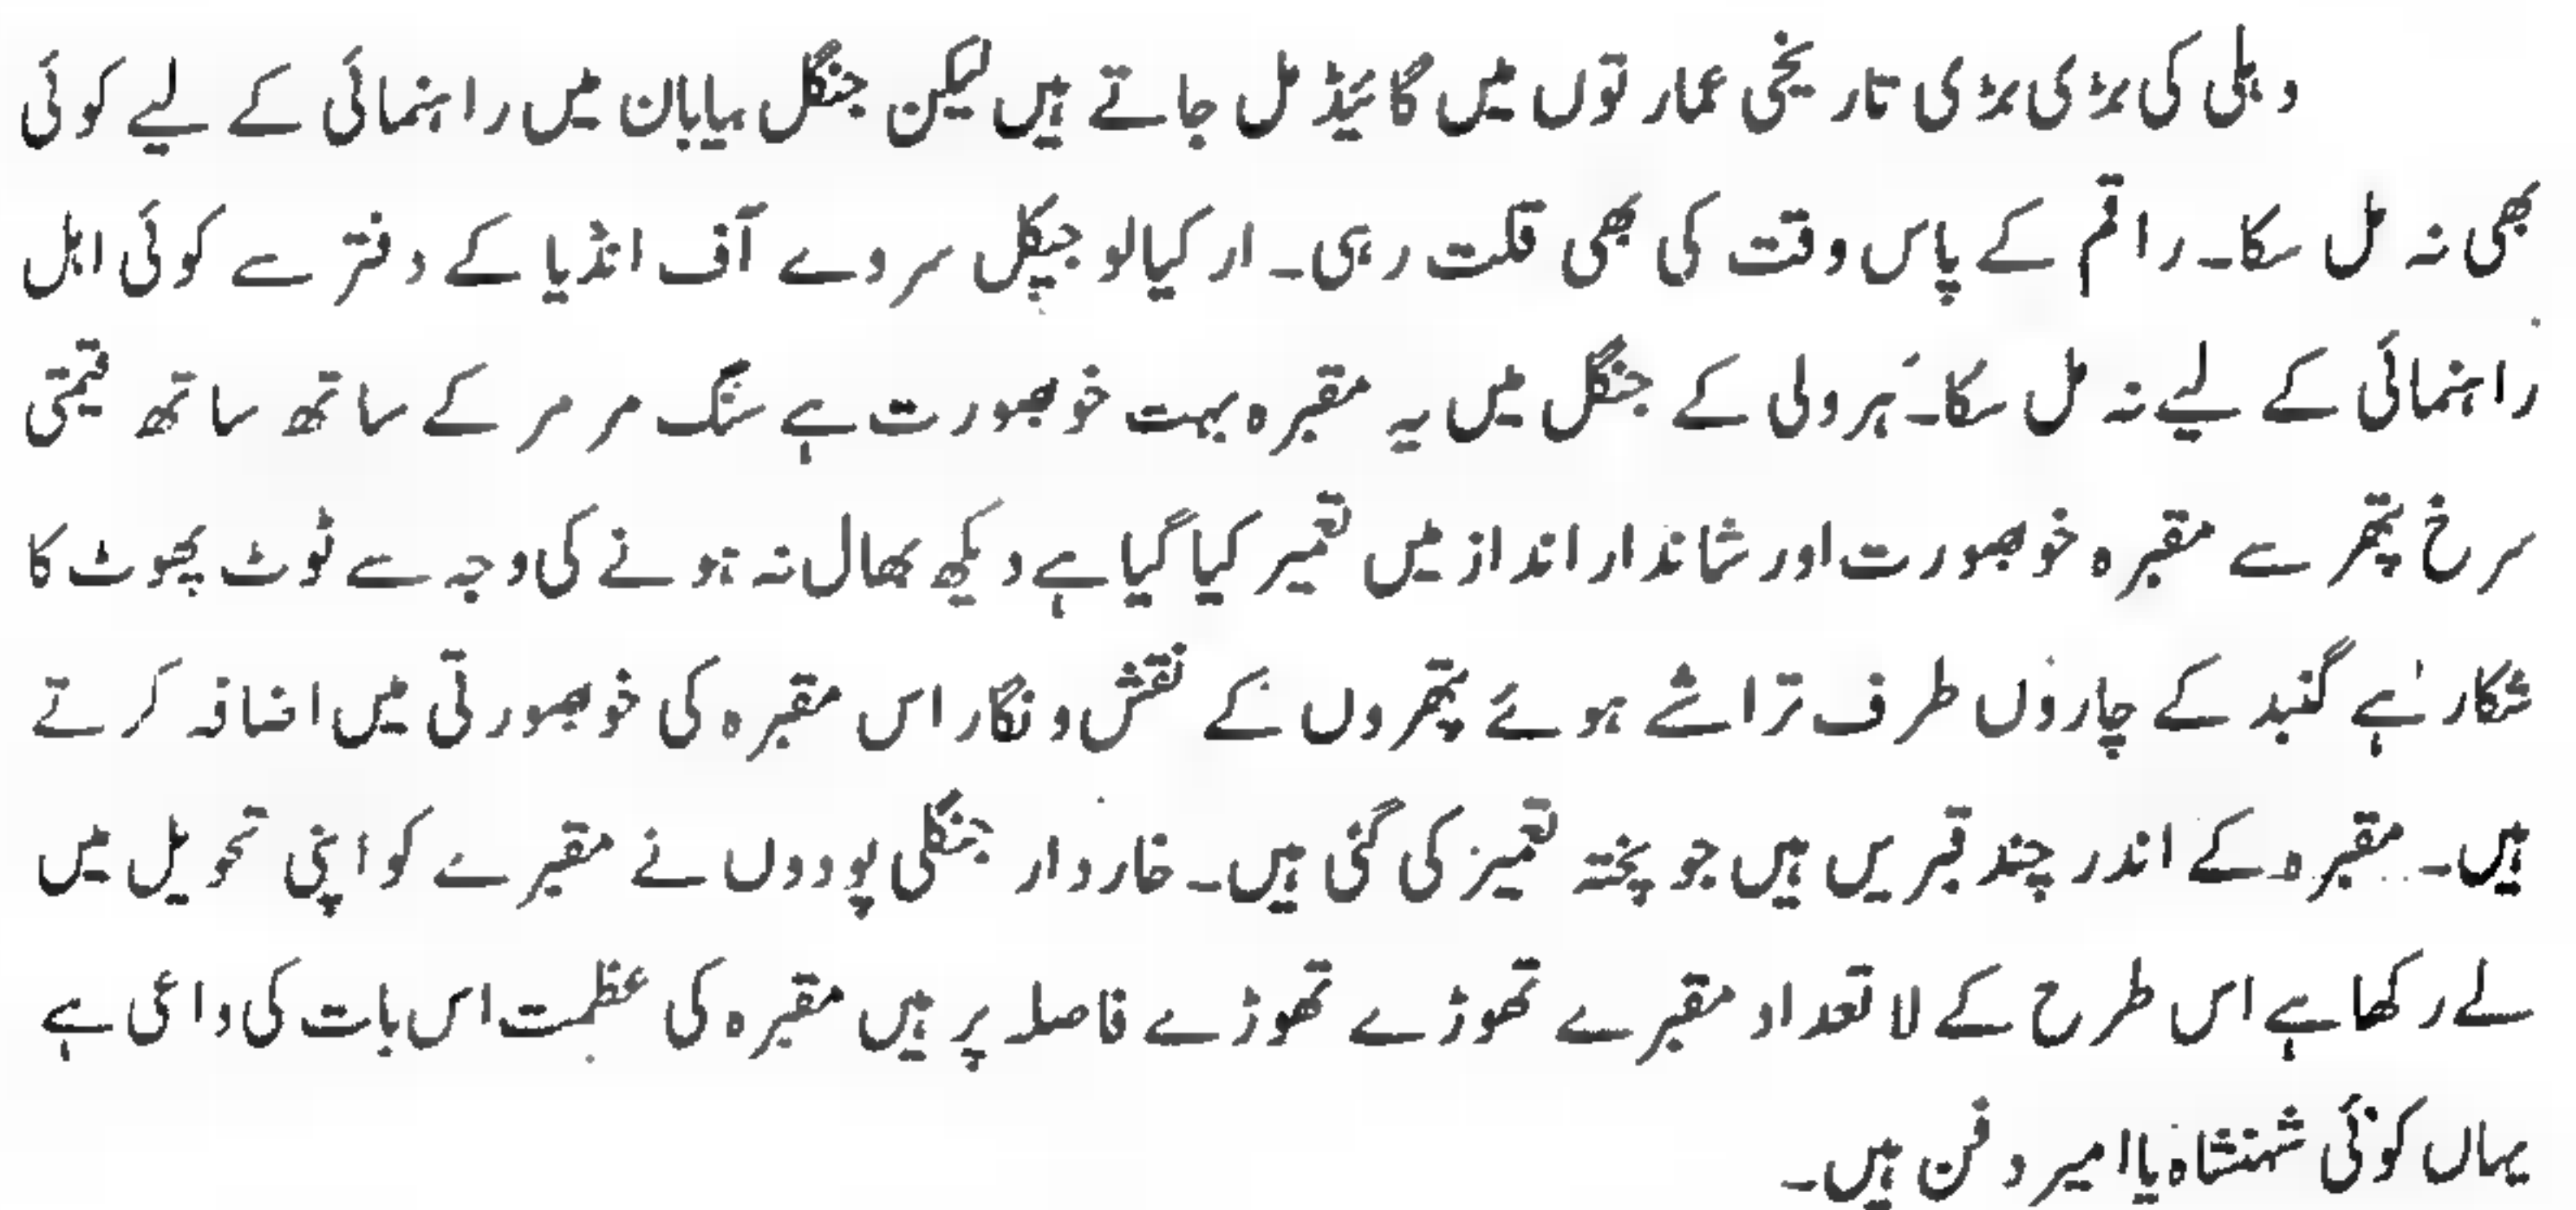 دہلی کی بڑی بڑی تاریخی عمارتوں میں گائیڈ مل جاتے ہیں لیکن جنگل بیابان میں راہنمائی کے لیے کوئی
بھی نہ مل سکا۔ راقم کے پاس وقت کی بھی قلت رہی۔ ارکیالوجیکل سروے آف انڈیا کے دفتر سے کوئی اہل
راہنمائی کے لیے نہ مل سکا۔ ہرولی کے جنگل میں یہ مقبرہ بہت خوبصورت ہے سنگ مرمر کے ساتھ ساتھ قیمتی
سرخ پتھر سے مقبرہ خوبصورت اور شاندار انداز میں تعمیر کیا گیا ہے دیکھ بھال نہ ہونے کی وجہ سے ٹوٹ پھوٹ کا
شکار ہے گنبد کے چاروں طرف تراشے ہوئے پتھروں کے نقش و نگار اس مقبرہ کی خوبصورتی میں اضافہ کرتے
ہیں۔ مقبرہ کے اندر چند قبریں ہیں جو پختہ تعمیر کی گئی ہیں۔ خاردار جنگلی پودوں نے مقبرے کو اپنی تحویل میں
لے رکھا ہے اس طرح کے لاتعداد مقبرے تھوڑے تھوڑے فاصلہ پر ہیں مقبرہ کی عظمت اس بات کی داعی ہے
یہاں کوئی شہنشاہ یا امیر دفن ہیں۔